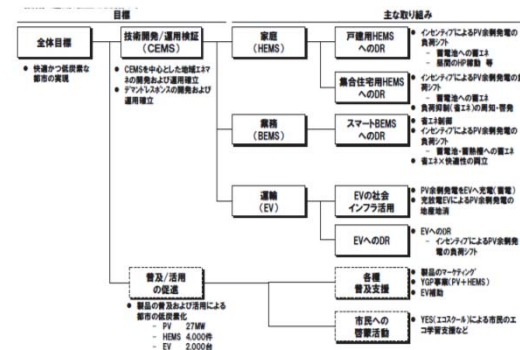 目標
主な取り組み
全体目標
● 快適かつ低炭素な
都市の実現
技術開発/運用検証
(CEMS)
● CEMSを中心とした地域エネマ
ネの開発および運用確立
● デマンドレスポンスの開発および
運用確立
家庭
(HEMS)
戸建用HEMS
へのDR
● インセンティブによるPV余剰発電の
負荷シフト
– 蓄電池への蓄エネ
– 昼間のHP稼動 等
集合住宅用HEMS
へのDR
● インセンティブによるPV余剰発電の負
荷シフト
– 蓄電池への蓄エネ
● 負荷抑制(省エネ)の周知・啓発
業務
(BEMS)
スマートBEMS
へのDR
● 省エネ制御
● インセンティブによるPV余剰発電の
負荷シフト
– 蓄電池・蓄熱槽への蓄エネ
● 省エネ×快適性の両立
運輸
(EV)
EVの社会
インフラ活用
● PV余剰発電をEVへ充電(蓄電)
● 充放電EVによるPV余剰発電の
地産地消
EVへのDR
● EVへのDR
– インセンティブによるPV余剰発
電の負荷シフト
普及/活用
の促進
● 製品の普及および活用による
都市の低炭素化
– PV 27MW
– HEMS 4,000件
– EV 2,000台
各種
普及支援
● 製品のマーケティング
● YGP事業(PV+HEMS)
● EV補助
市民への
啓蒙活動
● YES(エコスクール)による市民のエ
コ学習支援など